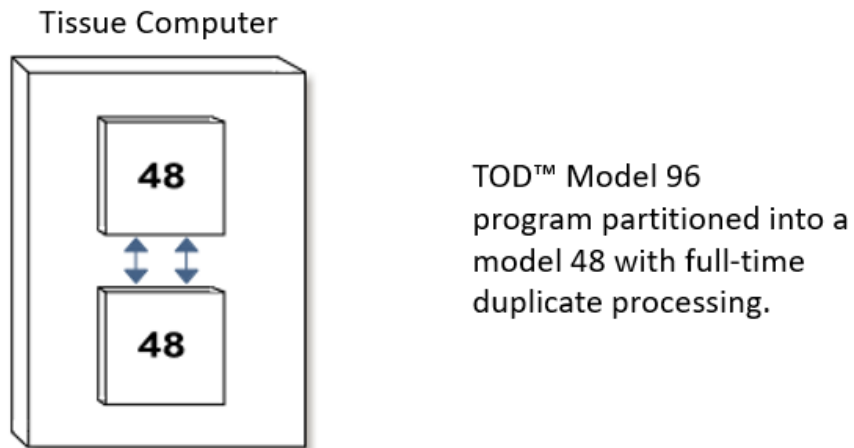 Tissue Computer
48
48
TOD™ Model 96
program partitioned into a
model 48 with full-time
duplicate processing.